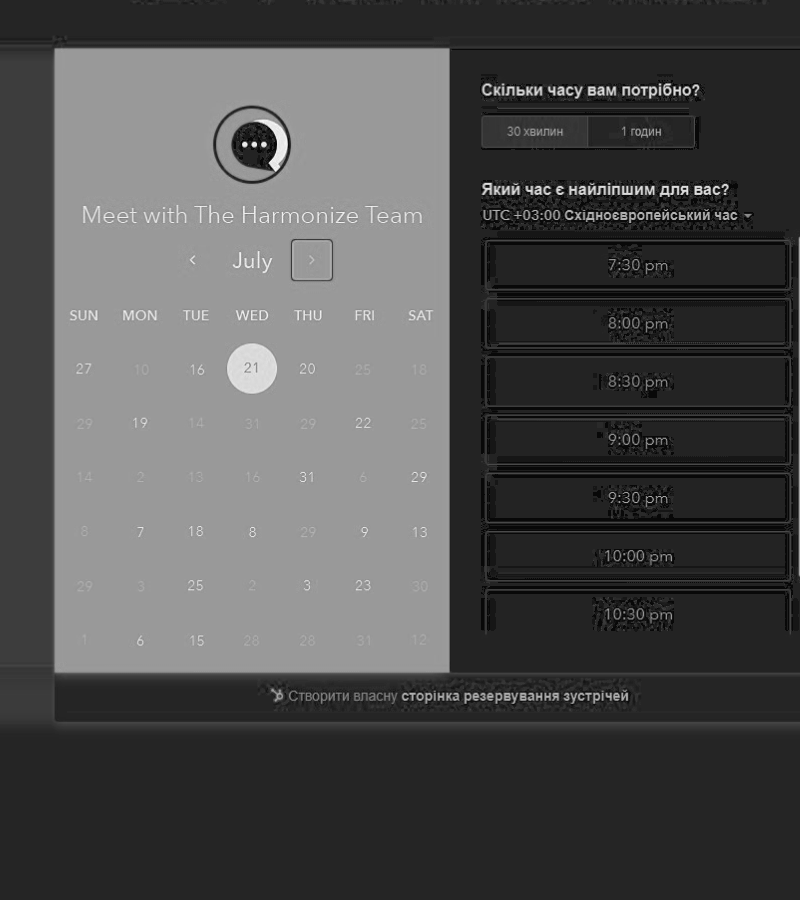 Meet with The Harmonize Team
July
SUN MON TUE WED THU FRI SAT
27 10 16 21 20 25 18
29 19 14 31 29 22 25
14 2 13 16 31 6 29
8 7 18 8 29 9 13
29 3 25 2 3 23 30
1 6 15 28 28 31 12
Скільки часу вам потрібно?
30 хвилин 1 годин
Який час є найліпшим для вас?
UTC +03:00 Східноєвропейський час
7:30 pm
8:00 pm
8:30 pm
9:00 pm
9:30 pm
10:00 pm
10:30 pm
Створити власну сторінка резервування зустрічей